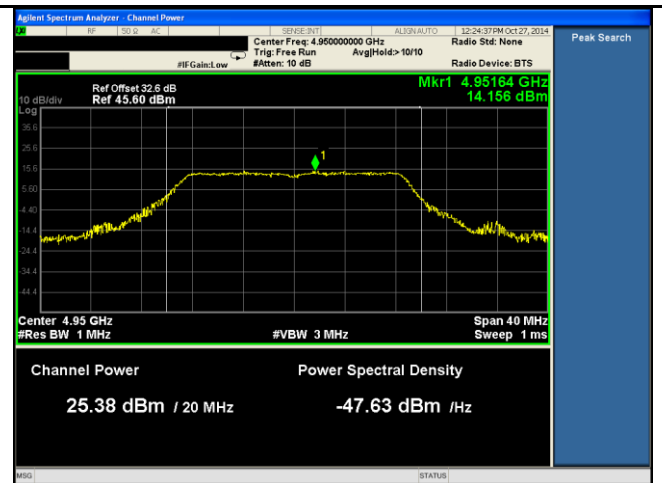 Agilent Spectrum Analyzer - Channel Power
RF 50 Ω AC SENSE:INT ALIGN AUTO 12:24:37 PM Oct 27, 2014
Center Freq: 4.950000000 GHz Radio Std: None
Trig: Free Run Avg|Hold:>10/10
#IFGain:Low #Atten: 10 dB Radio Device: BTS
Peak Search
Mkr1 4.95164 GHz
14.156 dBm
Ref Offset 32.6 dB
10 dB/div Ref 45.60 dBm
Log
35.6
25.6
15.6
5.60
-4.40
-14.4
-24.4
-34.4
-44.4
1
Center 4.95 GHz Span 40 MHz
#Res BW 1 MHz #VBW 3 MHz Sweep 1 ms
Channel Power Power Spectral Density
25.38 dBm / 20 MHz -47.63 dBm /Hz
MSG STATUS